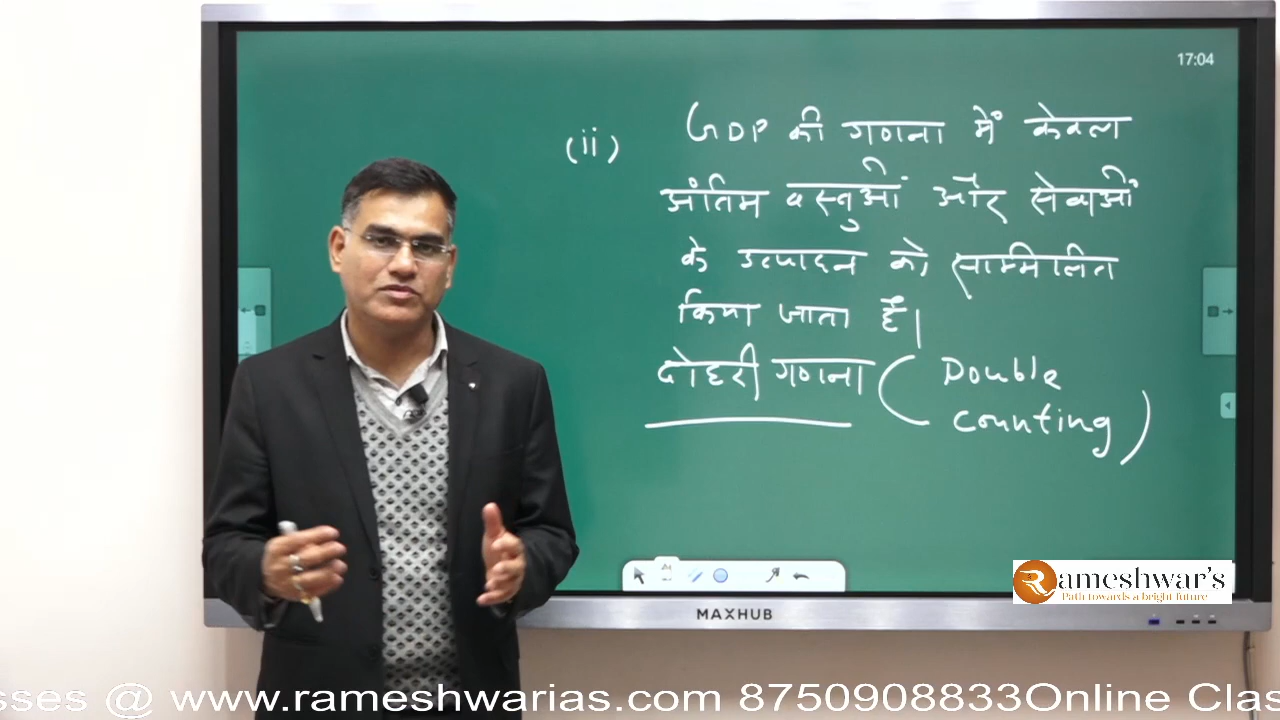 17:04
(ii) GDP की गणना में केवल
अंतिम वस्तुओं और सेवाओं
के उत्पादन को, सम्मिलित
किया जाता है।
दोहरी गणना ( Double
counting )
Rameshwar's
Path towards a bright future
MAXHUB
sses @ www.rameshwarias.com 8750908833Online Clas